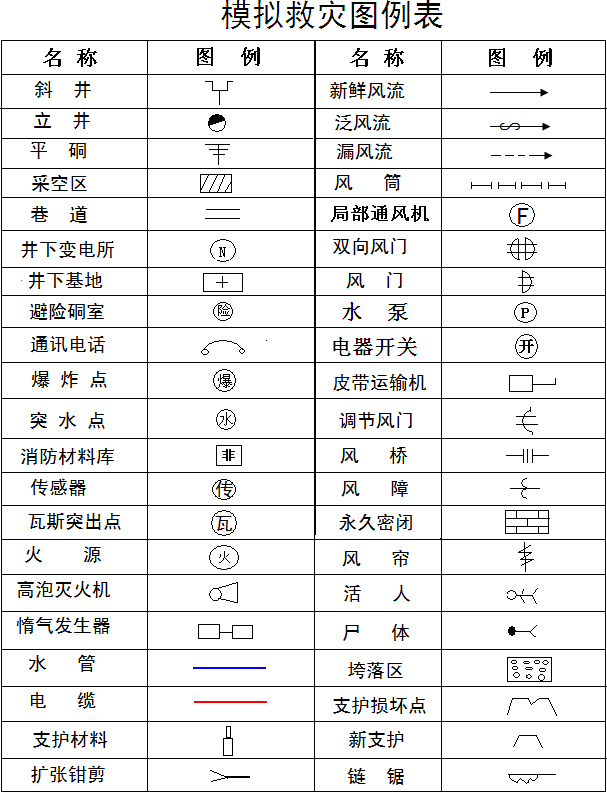 模拟救灾图例表
名 称 图 例 名 称 图 例
斜 井 新鲜风流
立 井 泛风流
平 硐 漏风流
采空区 风 筒
巷 道 局部通风机 F
井下变电所 N 双向风门
井下基地 风 门
避险硐室 险 水 泵 P
通讯电话 电器开关 开
爆 炸 点 爆 皮带运输机
突 水 点 水 调节风门
消防材料库 非 风 桥
传感器 传 风 障
瓦斯突出点 瓦 永久密闭
火 源 火 风 帘
高泡灭火机 活 人
惰气发生器 尸 体
水 管 垮落区
电 缆 支护损坏点
支护材料 新支护
扩张钳剪 链 锯